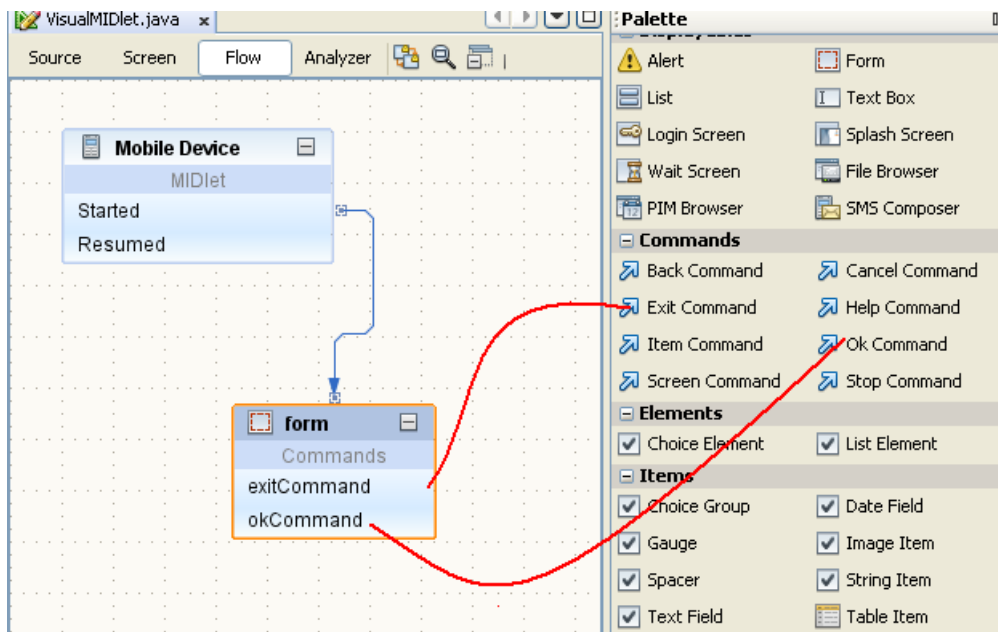 VisualMIDlet.java x
Source Screen Flow Analyzer
Mobile Device
MIDlet
Started
Resumed
form
Commands
exitCommand
okCommand
Palette
Alert Form
List Text Box
Login Screen Splash Screen
Wait Screen File Browser
PIM Browser SMS Composer
Commands
Back Command Cancel Command
Exit Command Help Command
Item Command Ok Command
Screen Command Stop Command
Elements
Choice Element List Element
Items
Choice Group Date Field
Gauge Image Item
Spacer String Item
Text Field Table Item